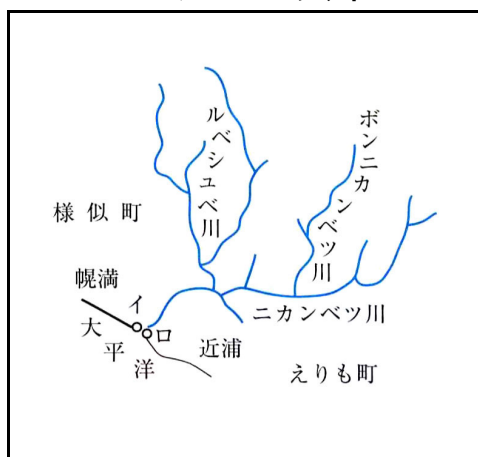 ルベシュベ川
ボンニカンベツ川
様似町
幌満
イ
ロ
大平洋
近浦
ニカンベツ川
えりも町